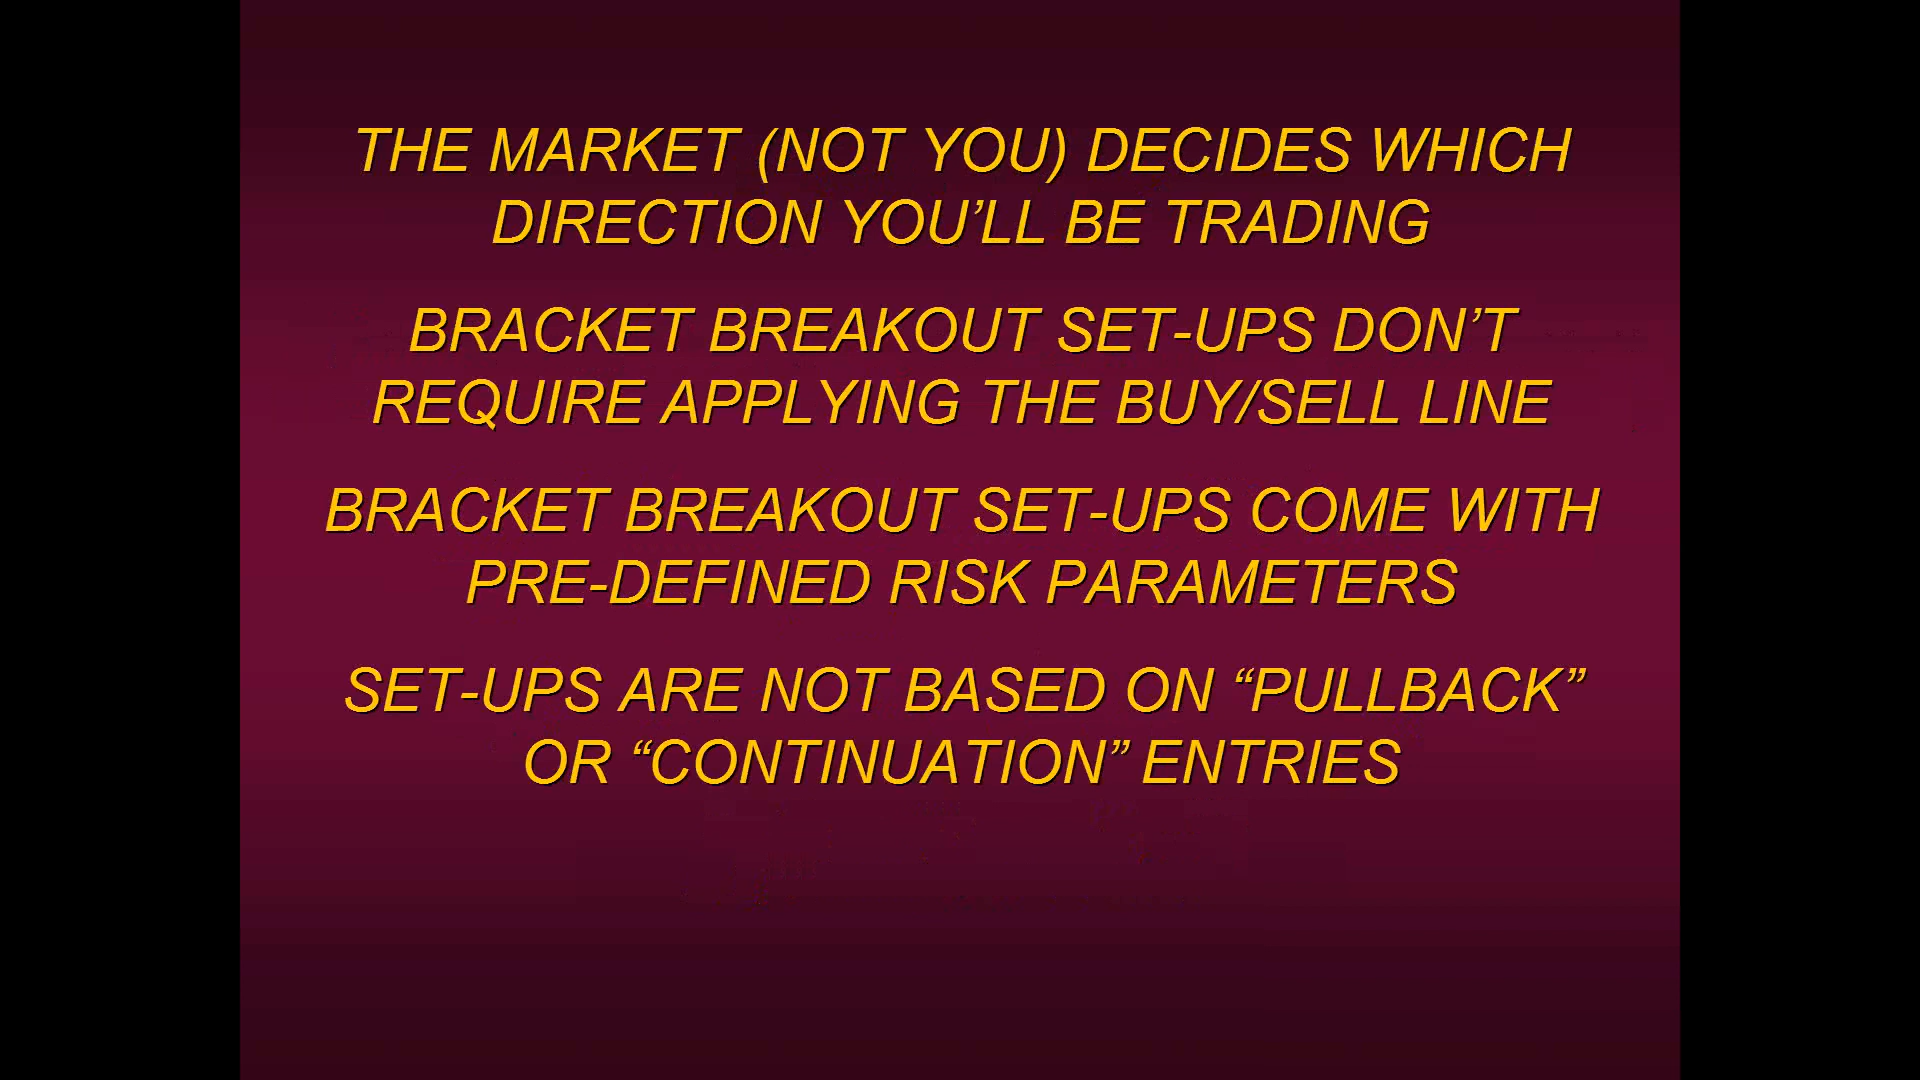 THE MARKET (NOT YOU) DECIDES WHICH
DIRECTION YOU’LL BE TRADING
BRACKET BREAKOUT SET-UPS DON’T
REQUIRE APPLYING THE BUY/SELL LINE
BRACKET BREAKOUT SET-UPS COME WITH
PRE-DEFINED RISK PARAMETERS
SET-UPS ARE NOT BASED ON “PULLBACK”
OR “CONTINUATION” ENTRIES